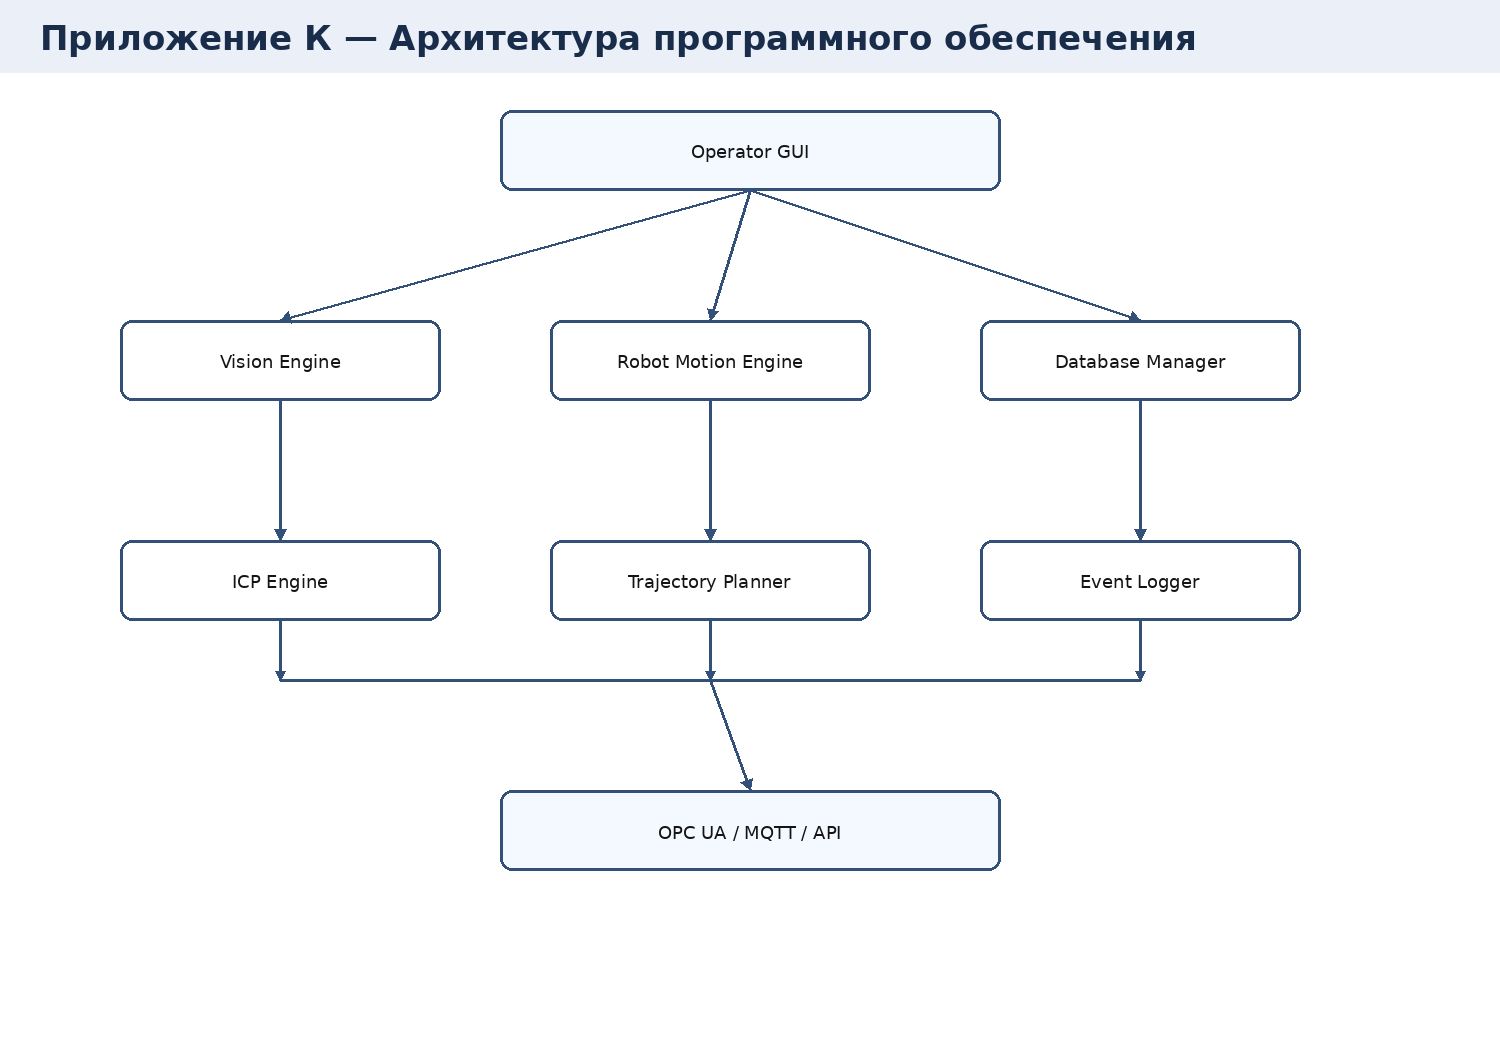 Приложение К — Архитектура программного обеспечения
Operator GUI
Vision Engine
Robot Motion Engine
Database Manager
ICP Engine
Trajectory Planner
Event Logger
OPC UA / MQTT / API